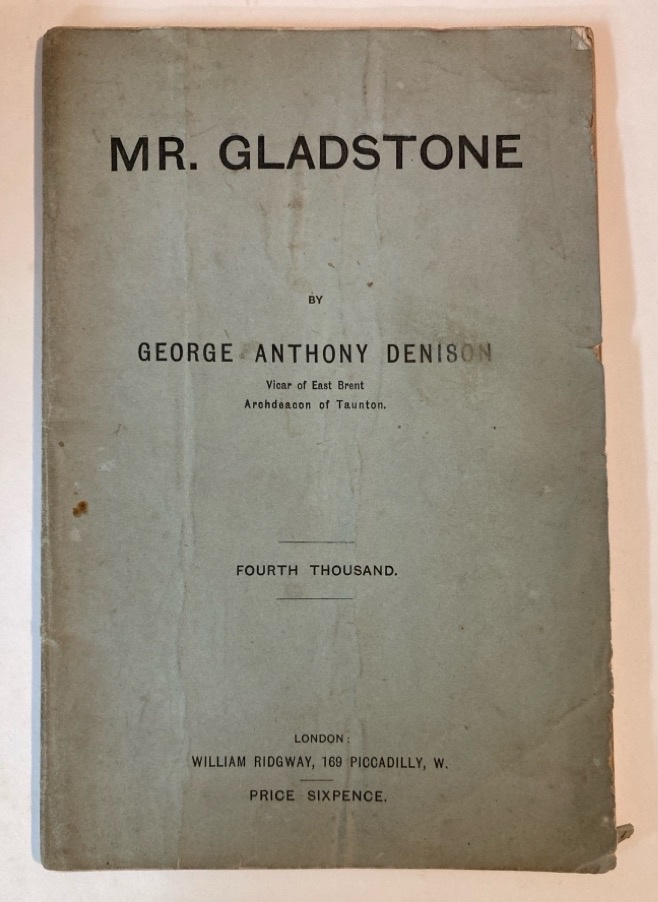 MR. GLADSTONE
BY
GEORGE ANTHONY DENISON
Vicar of East Brent
Archdeacon of Taunton.
FOURTH THOUSAND.
LONDON:
WILLIAM RIDGWAY, 169 PICCADILLY, W.
PRICE SIXPENCE.